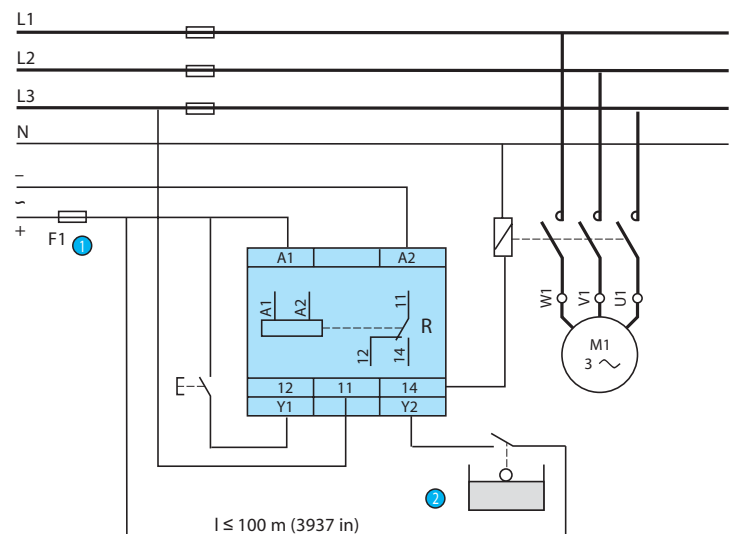 L1
L2
L3
N
–
~
+
F1 1
A1 A2
A1 A2 11
R
12 14
12 11 14
Y1 Y2
W1 V1 U1
M1
3 ~
2
l ≤ 100 m (3937 in)